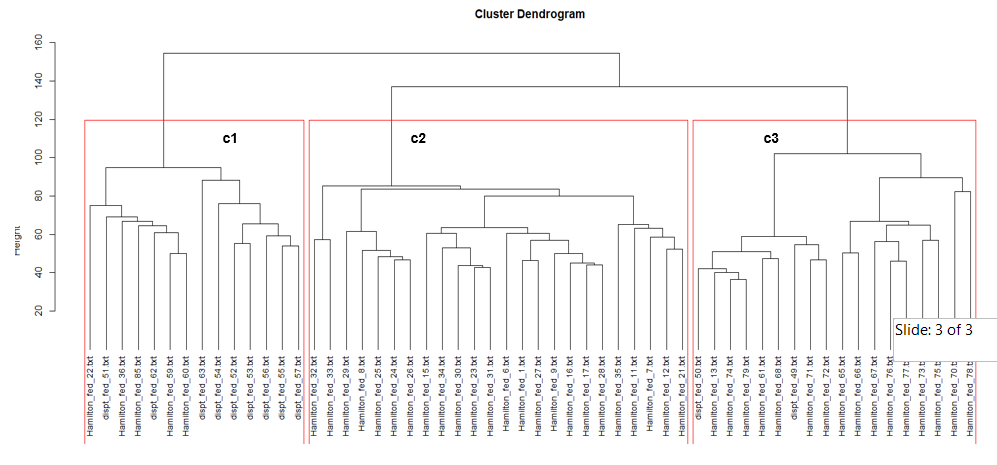 Cluster Dendrogram
160
140
120
100
80
60
40
20
Height
c1
c2
c3
Slide: 3 of 3
Hamilton_fed_22.txt
dispt_fed_51.txt
Hamilton_fed_36.txt
Hamilton_fed_85.txt
dispt_fed_62.txt
Hamilton_fed_59.txt
Hamilton_fed_60.txt
dispt_fed_63.txt
dispt_fed_54.txt
dispt_fed_52.txt
dispt_fed_53.txt
dispt_fed_56.txt
dispt_fed_55.txt
dispt_fed_57.txt
Hamilton_fed_32.txt
Hamilton_fed_33.txt
Hamilton_fed_29.txt
Hamilton_fed_8.txt
Hamilton_fed_25.txt
Hamilton_fed_24.txt
Hamilton_fed_26.txt
Hamilton_fed_15.txt
Hamilton_fed_34.txt
Hamilton_fed_30.txt
Hamilton_fed_23.txt
Hamilton_fed_31.txt
Hamilton_fed_6.txt
Hamilton_fed_1.txt
Hamilton_fed_27.txt
Hamilton_fed_9.txt
Hamilton_fed_16.txt
Hamilton_fed_17.txt
Hamilton_fed_28.txt
Hamilton_fed_35.txt
Hamilton_fed_11.txt
Hamilton_fed_7.txt
Hamilton_fed_12.txt
Hamilton_fed_21.txt
dispt_fed_50.txt
Hamilton_fed_13.txt
Hamilton_fed_74.txt
Hamilton_fed_79.txt
Hamilton_fed_61.txt
Hamilton_fed_68.txt
dispt_fed_49.txt
Hamilton_fed_71.txt
Hamilton_fed_72.txt
Hamilton_fed_65.txt
Hamilton_fed_66.txt
Hamilton_fed_67.txt
Hamilton_fed_76.txt
Hamilton_fed_77.txt
Hamilton_fed_73.txt
Hamilton_fed_75.txt
Hamilton_fed_70.txt
Hamilton_fed_78.txt